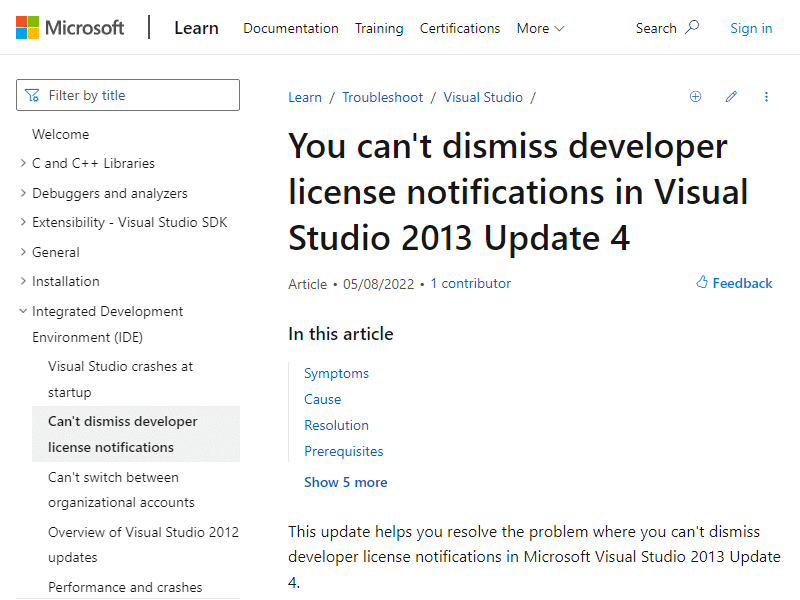 Microsoft | Learn Documentation Training Certifications More Search Sign in
Filter by title
Welcome
C and C++ Libraries
Debuggers and analyzers
Extensibility - Visual Studio SDK
General
Installation
Integrated Development
Environment (IDE)
Visual Studio crashes at
startup
Can't dismiss developer
license notifications
Can't switch between
organizational accounts
Overview of Visual Studio 2012
updates
Performance and crashes
Learn / Troubleshoot / Visual Studio /
You can't dismiss developer
license notifications in Visual
Studio 2013 Update 4
Article • 05/08/2022 • 1 contributor
Feedback
In this article
Symptoms
Cause
Resolution
Prerequisites
Show 5 more
This update helps you resolve the problem where you can't dismiss
developer license notifications in Microsoft Visual Studio 2013 Update
4.